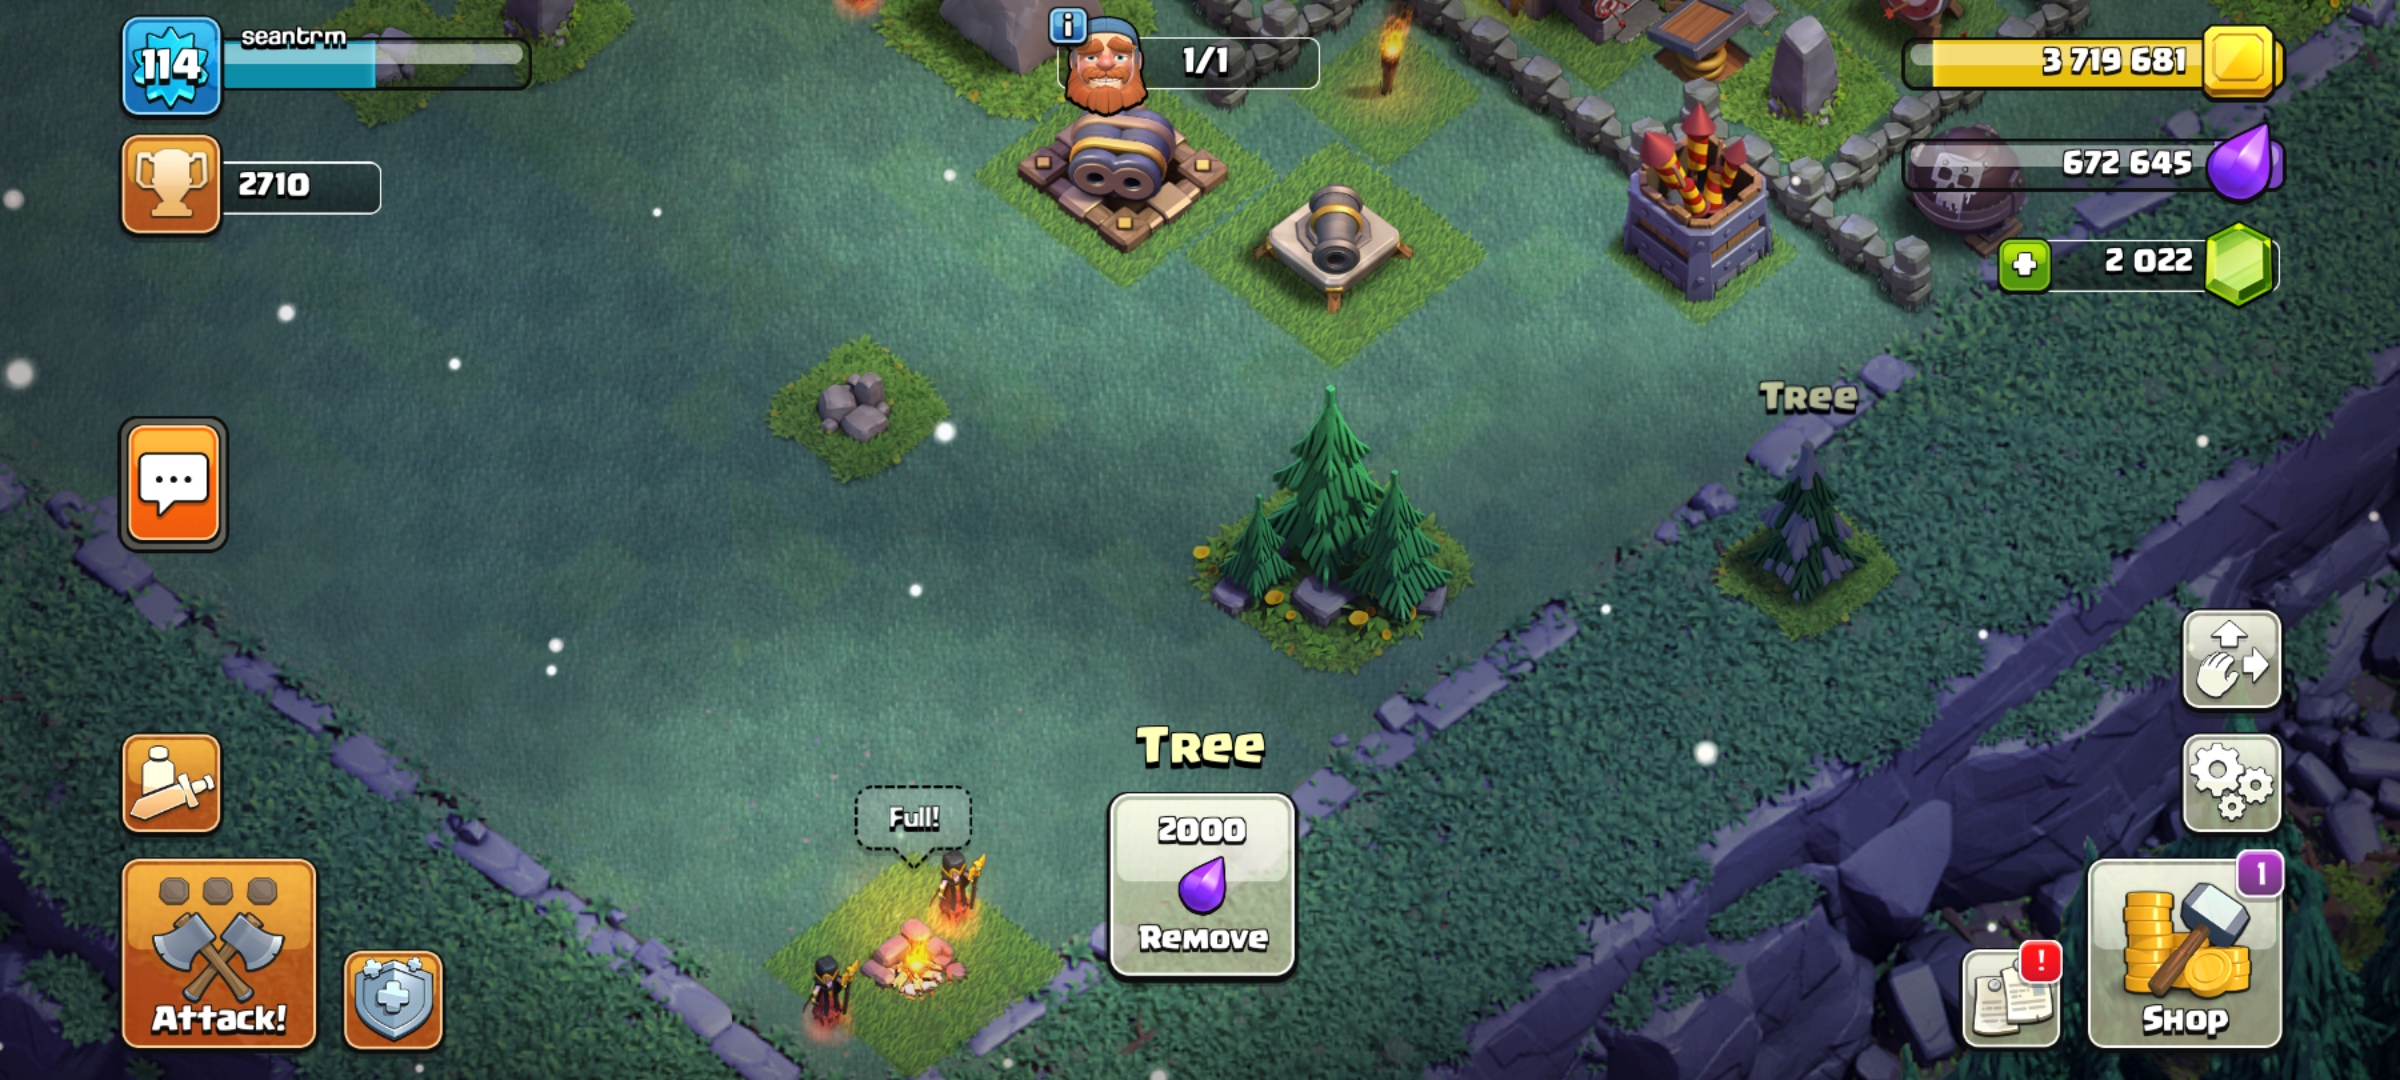 114
seantrm
1/1
3 719 681
2710
672 645
2 022
Tree
Tree
Full!
2000
Remove
Attack!
1
!
Shop